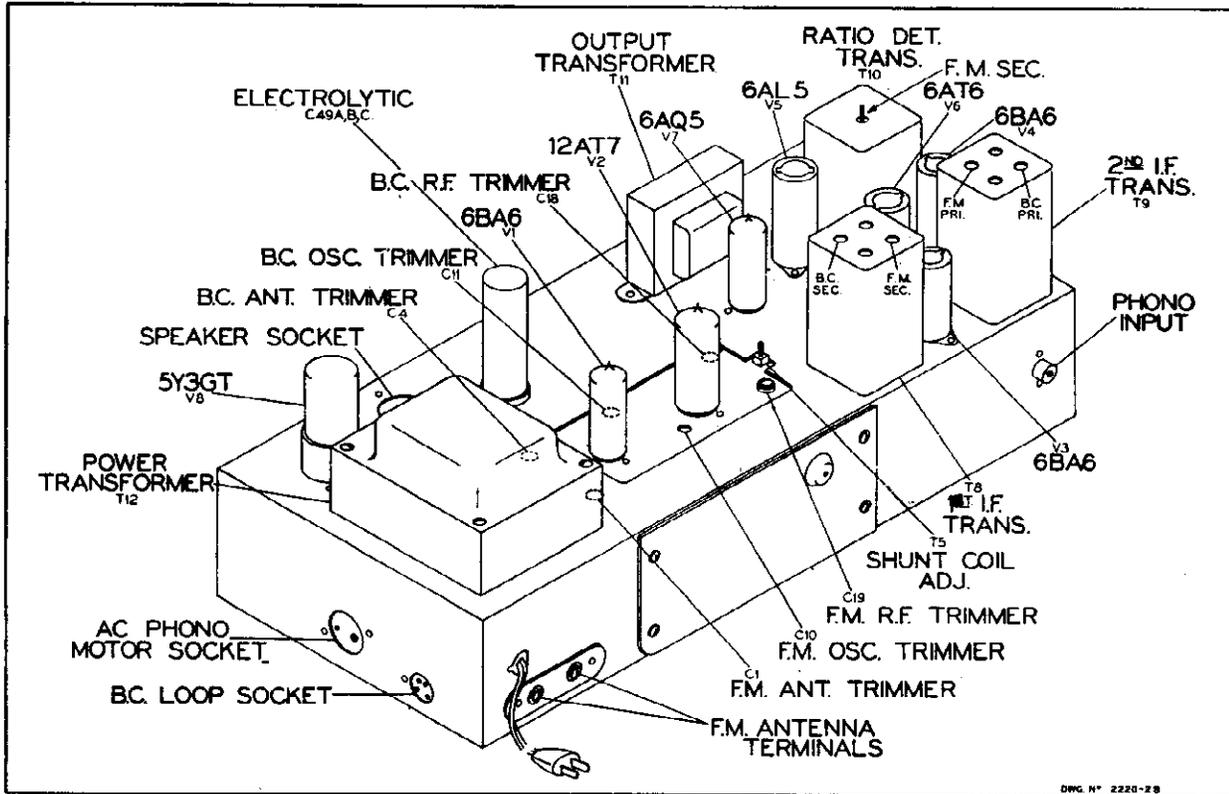 RATIO DET.
TRANS.
T10
F.M. SEC.
OUTPUT
TRANSFORMER
T11
6AL5
V5
6AT6
V6
ELECTROLYTIC
C49A,B,C.
6AQ5
V7
6BA6
V4
12AT7
V2
2ND I.F.
TRANS.
T9
B.C. R.F. TRIMMER
C18
F.M.
PRI.
B.C.
PRI.
6BA6
V1
B.C. OSC. TRIMMER
C11
B.C.
SEC.
F.M.
SEC.
B.C. ANT. TRIMMER
C4
PHONO
INPUT
SPEAKER SOCKET
5Y3GT
V8
V3
6BA6
POWER
TRANSFORMER
T12
T8
I.F.
TRANS.
T5
SHUNT COIL
ADJ.
C19
F.M. R.F. TRIMMER
AC PHONO
MOTOR SOCKET
C10
F.M. OSC. TRIMMER
C1
F.M. ANT. TRIMMER
B.C. LOOP SOCKET
F.M. ANTENNA
TERMINALS
DWG. Nº 2220-28